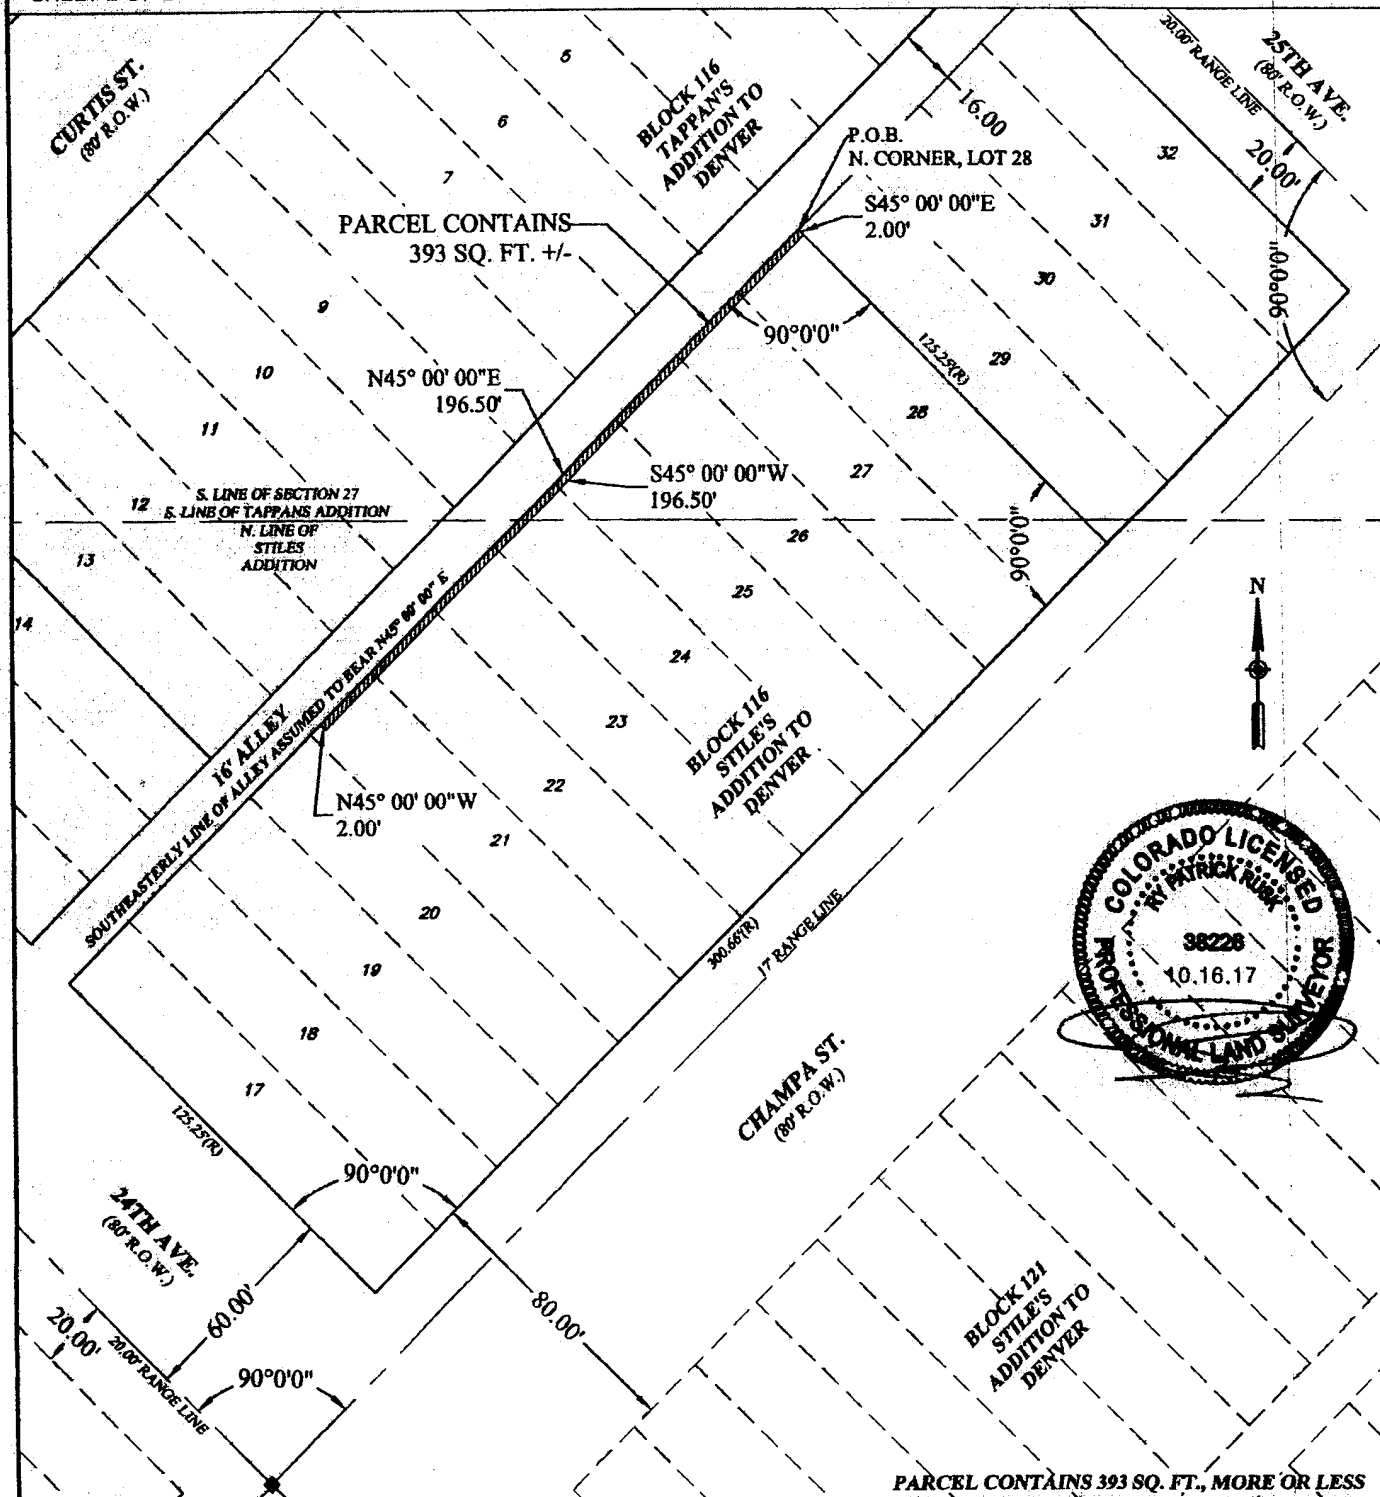 CURTIS ST.
(80' R.O.W.)
5
6
7
9
10
11
12
13
14
BLOCK 116
TAPPAN'S
ADDITION TO
DENVER
16.00
20.00' RANGE LINE
25TH AVE.
(80' R.O.W.)
20.00'
90°0'0"
P.O.B.
N. CORNER, LOT 28
S45° 00' 00"E
2.00'
PARCEL CONTAINS
393 SQ. FT. +/-
32
31
30
29
28
27
26
25
24
23
22
21
20
19
18
17
90°0'0"
125.25'(R)
N45° 00' 00"E
196.50'
S45° 00' 00"W
196.50'
90°0'0"
S. LINE OF SECTION 27
S. LINE OF TAPPANS ADDITION
N. LINE OF
STILES
ADDITION
N
16' ALLEY
SOUTHEASTERLY LINE OF ALLEY ASSUMED TO BEAR N45° 00' 00" E
N45° 00' 00"W
2.00'
BLOCK 116
STILE'S
ADDITION TO
DENVER
COLORADO LICENSED
RY PATRICK RUSK
38226
10.16.17
PROFESSIONAL LAND SURVEYOR
300.66'(R)
17' RANGE LINE
CHAMPA ST.
(80' R.O.W.)
125.25'(R)
90°0'0"
24TH AVE.
(80' R.O.W.)
60.00'
80.00'
20.00'
20.00' RANGE LINE
90°0'0"
BLOCK 121
STILE'S
ADDITION TO
DENVER
PARCEL CONTAINS 393 SQ. FT., MORE OR LESS